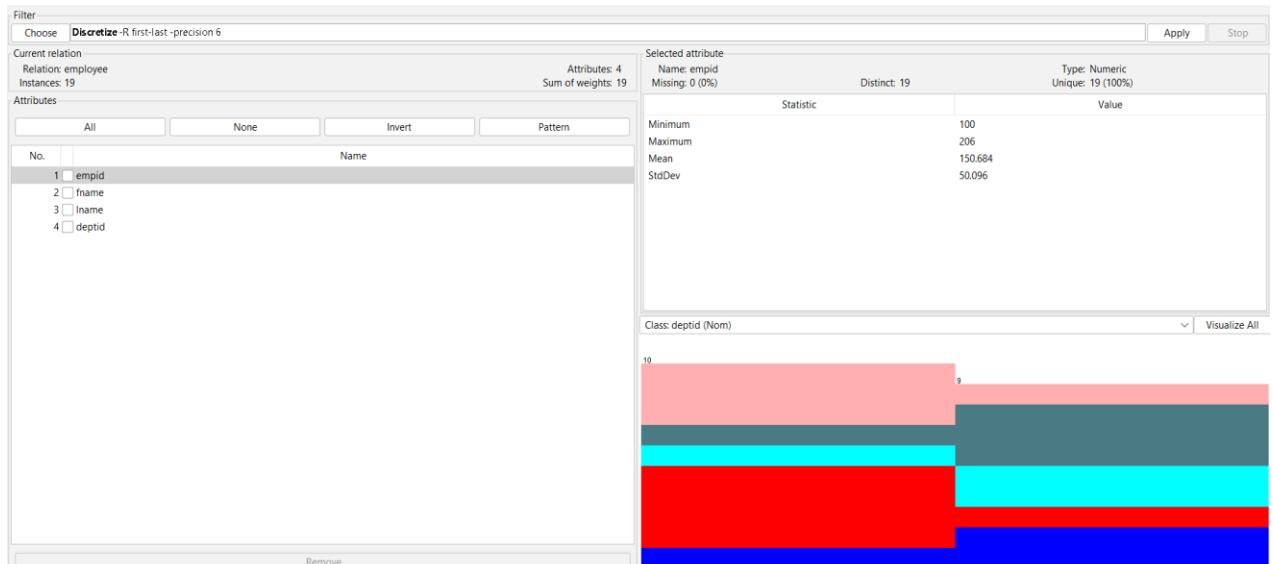 Filter
Choose Discretize -R first-last -precision 6 Apply Stop
Current relation
Relation: employee Attributes: 4
Instances: 19 Sum of weights: 19
Attributes
All None Invert Pattern
No. Name
1 empid
2 fname
3 lname
4 deptid
Remove
Selected attribute
Name: empid Type: Numeric
Missing: 0 (0%) Distinct: 19 Unique: 19 (100%)
Statistic Value
Minimum 100
Maximum 206
Mean 150.684
StdDev 50.096
Class: deptid (Nom) Visualize All
10
9